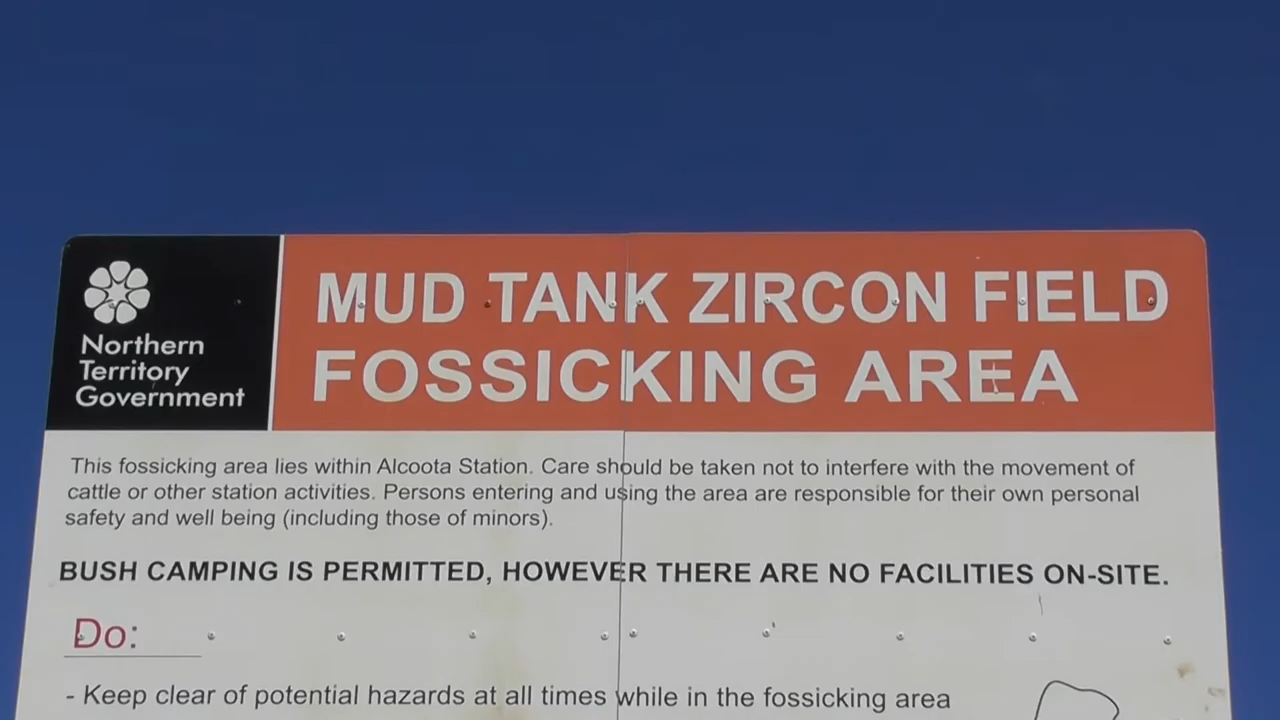 Northern
Territory
Government
MUD TANK ZIRCON FIELD
FOSSICKING AREA
This fossicking area lies within Alcoota Station. Care should be taken not to interfere with the movement of
cattle or other station activities. Persons entering and using the area are responsible for their own personal
safety and well being (including those of minors).
BUSH CAMPING IS PERMITTED, HOWEVER THERE ARE NO FACILITIES ON-SITE.
Do:
- Keep clear of potential hazards at all times while in the fossicking area